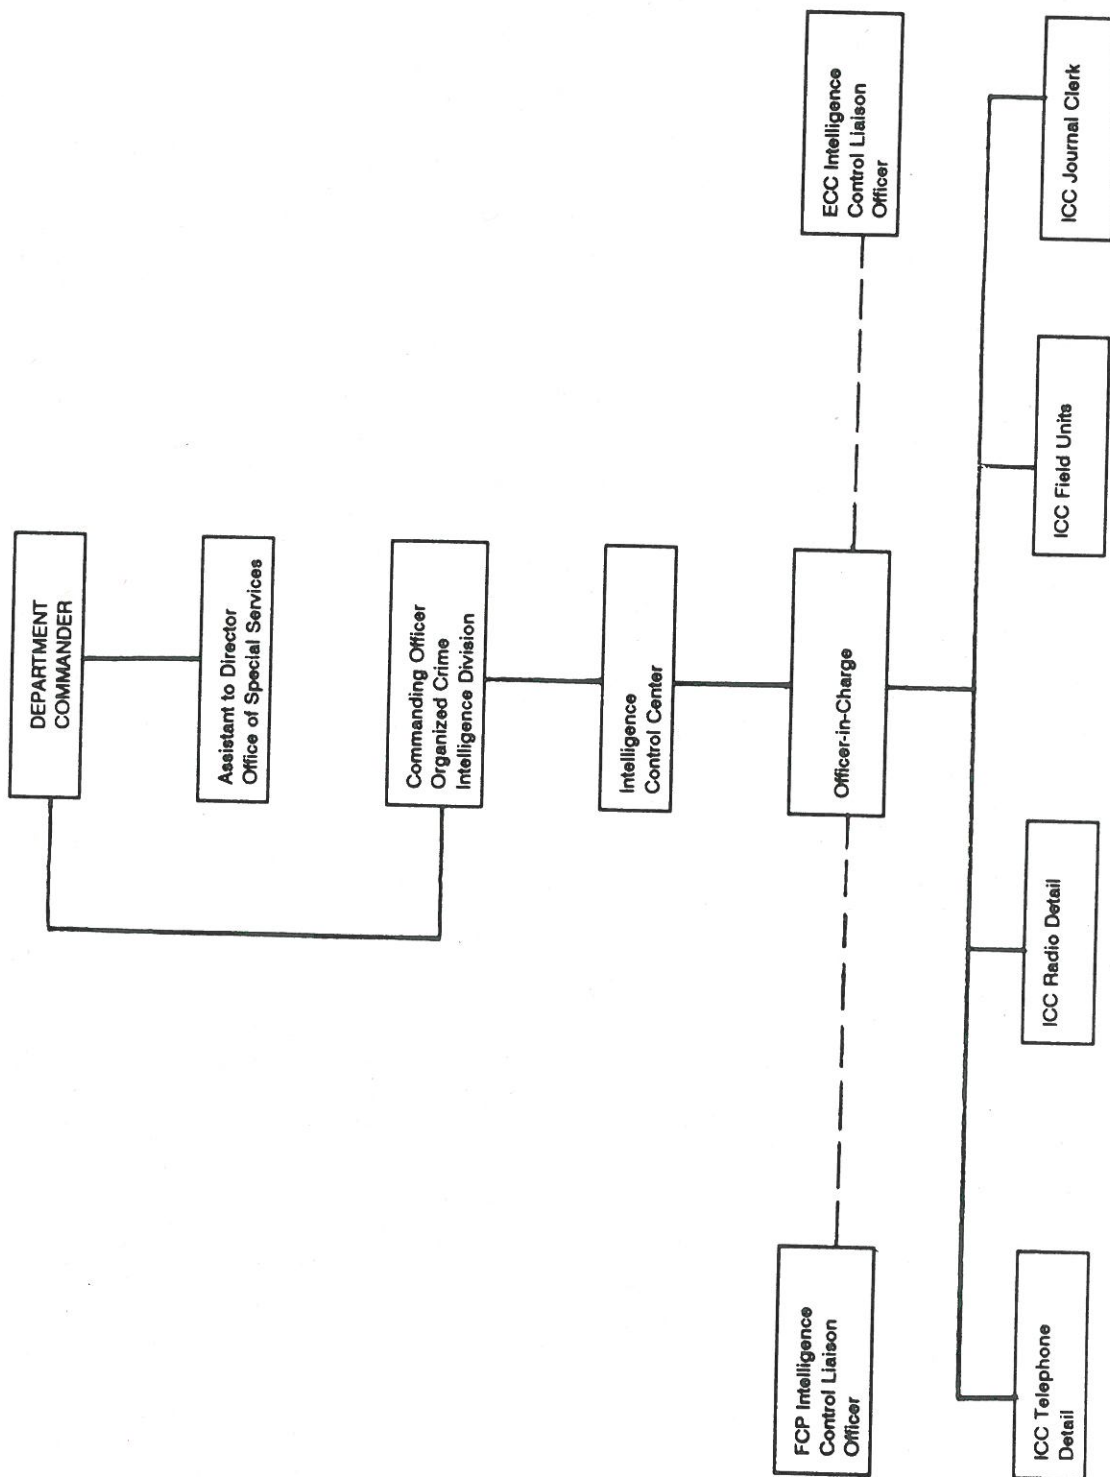 DEPARTMENT
COMMANDER
Assistant to Director
Office of Special Services
Commanding Officer
Organized Crime
Intelligence Division
Intelligence
Control Center
Officer-in-Charge
FCP Intelligence
Control Liaison
Officer
ECC Intelligence
Control Liaison
Officer
ICC Telephone
Detail
ICC Radio Detail
ICC Field Units
ICC Journal Clerk